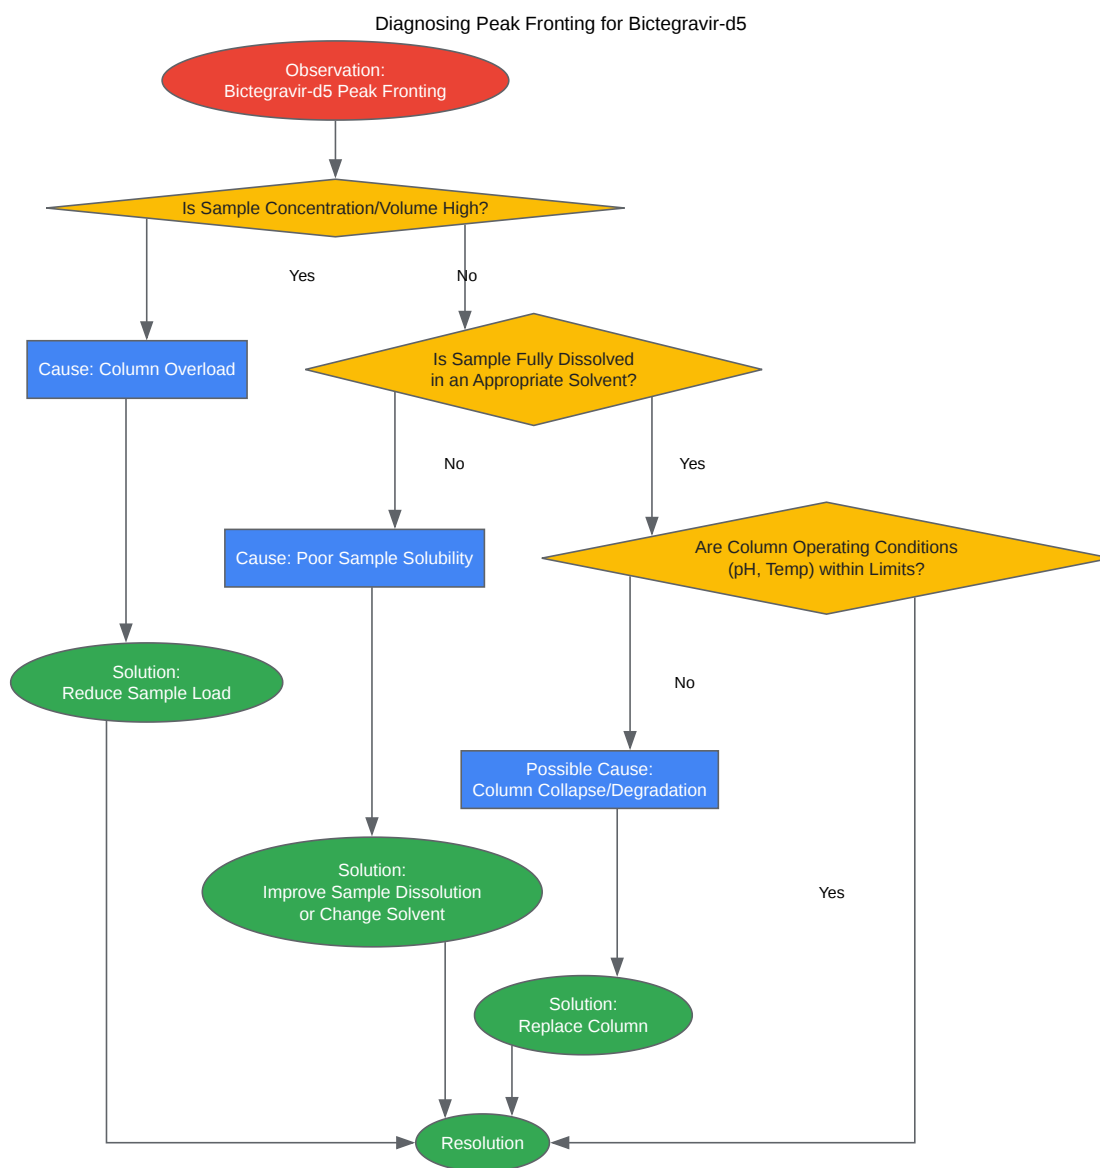 Diagnosing Peak Fronting for Bictegravir-d5
Observation:
Bictegravir-d5 Peak Fronting
Is Sample Concentration/Volume High?
Yes
No
Cause: Column Overload
Is Sample Fully Dissolved
in an Appropriate Solvent?
No
Yes
Cause: Poor Sample Solubility
Are Column Operating Conditions
(pH, Temp) within Limits?
Solution:
Reduce Sample Load
No
Possible Cause:
Column Collapse/Degradation
Solution:
Improve Sample Dissolution
or Change Solvent
Yes
Solution:
Replace Column
Resolution